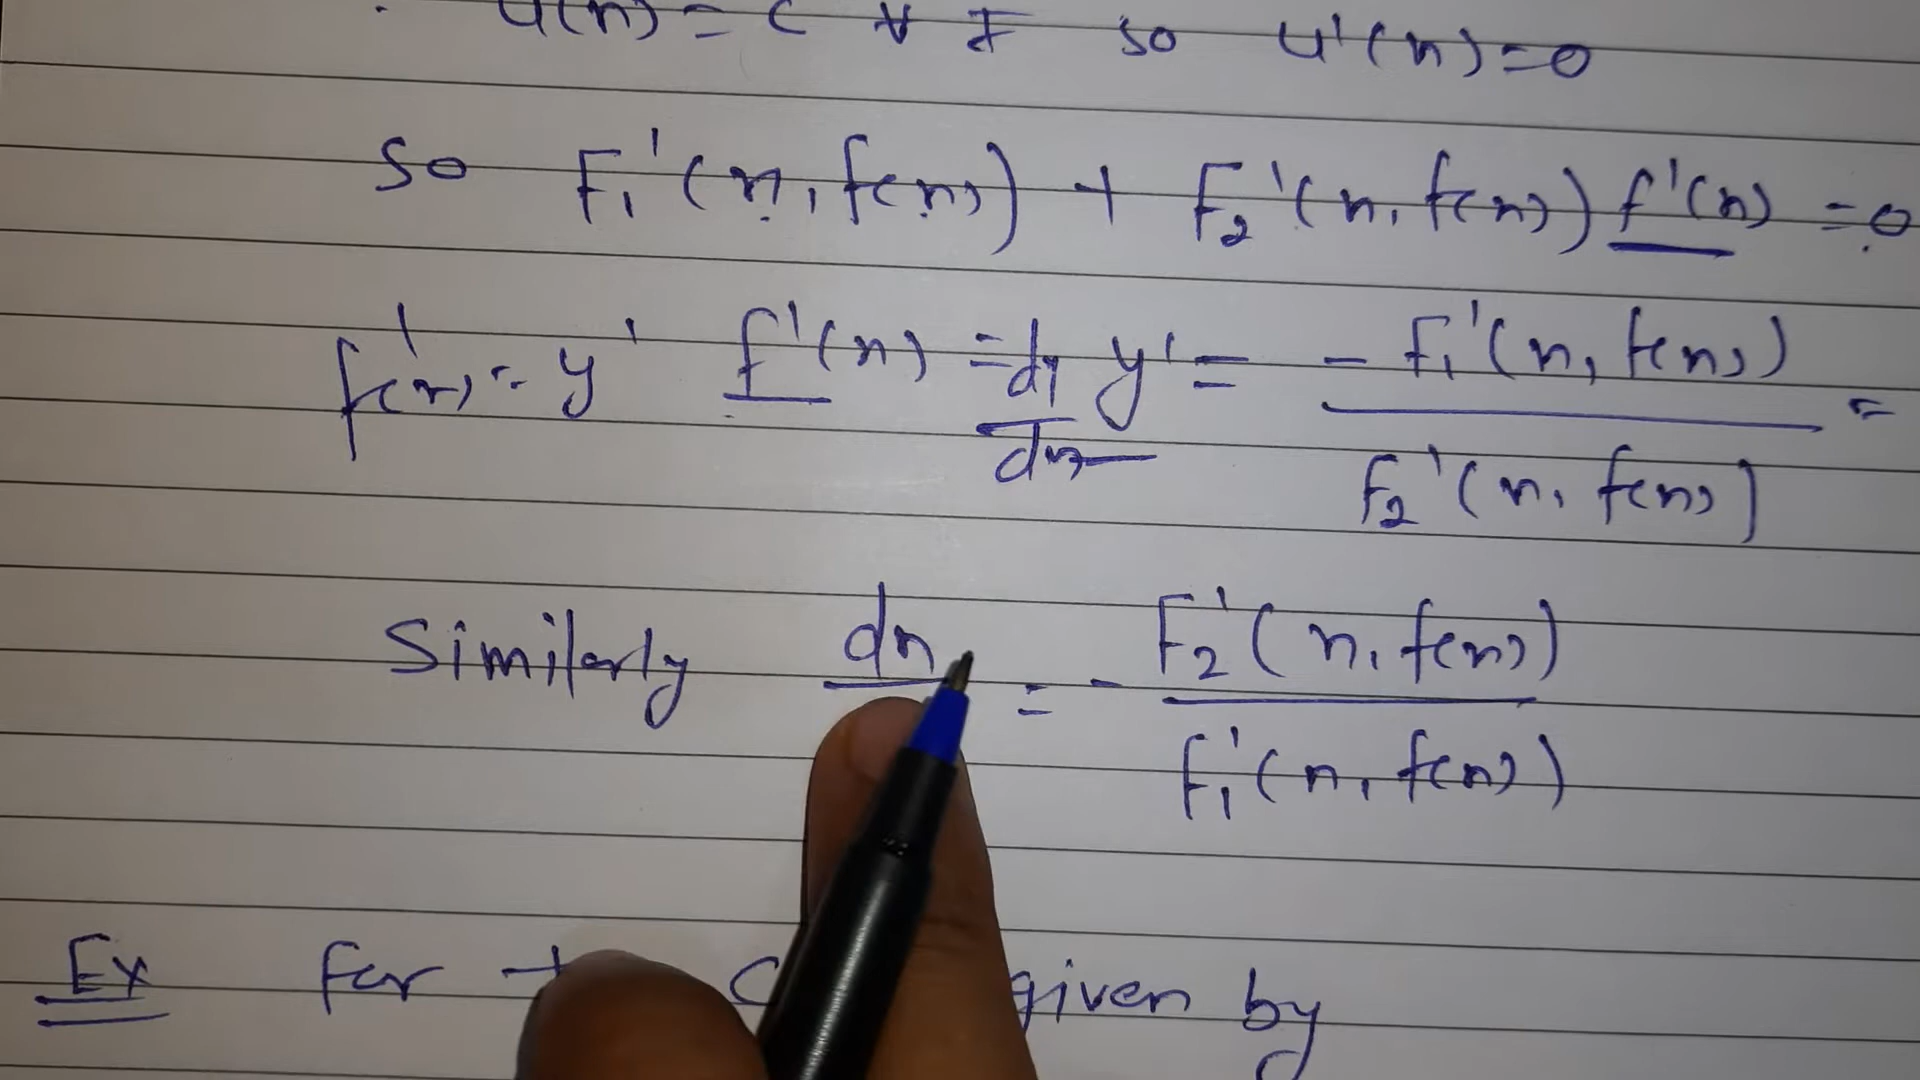 u(x) = c ∀ I so u'(x) = 0
so F₁'(x, f(x)) + F₂'(x, f(x)) f'(x) = 0
f'(x) = y' f'(x) = dy/dx y' = - F₁'(x, f(x)) / F₂'(x, f(x)) =
Similarly dx = - F₂'(x, f(x)) / F₁'(x, f(x))
Ex for given by